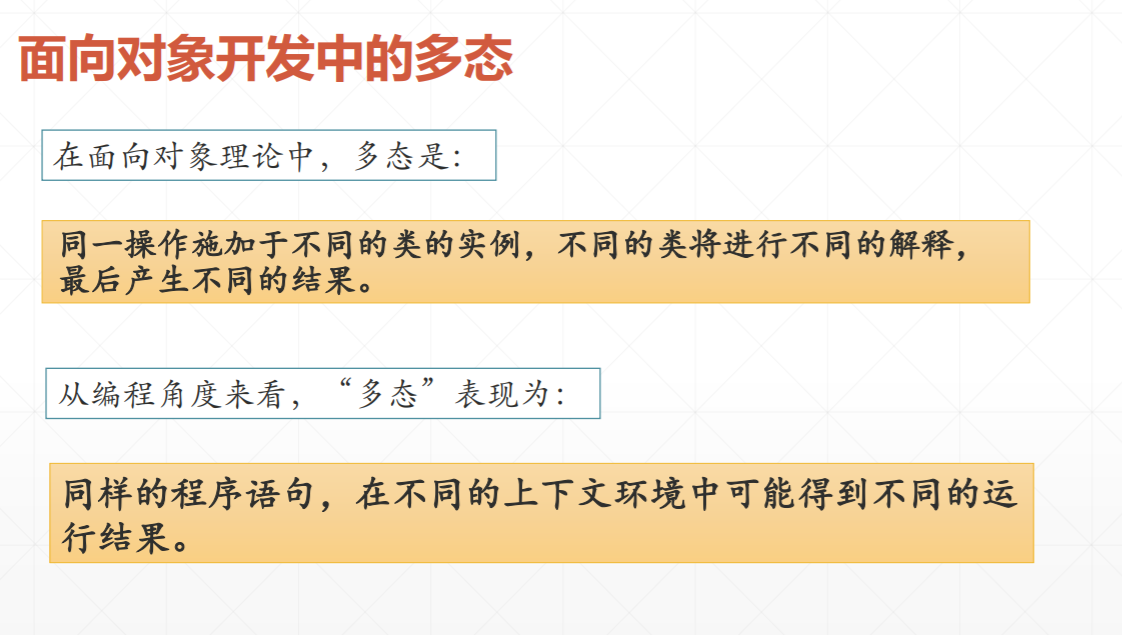 面向对象开发中的多态
在面向对象理论中，多态是：
同一操作施加于不同的类的实例，不同的类将进行不同的解释，
最后产生不同的结果。
从编程角度来看，“多态”表现为：
同样的程序语句，在不同的上下文环境中可能得到不同的运
行结果。